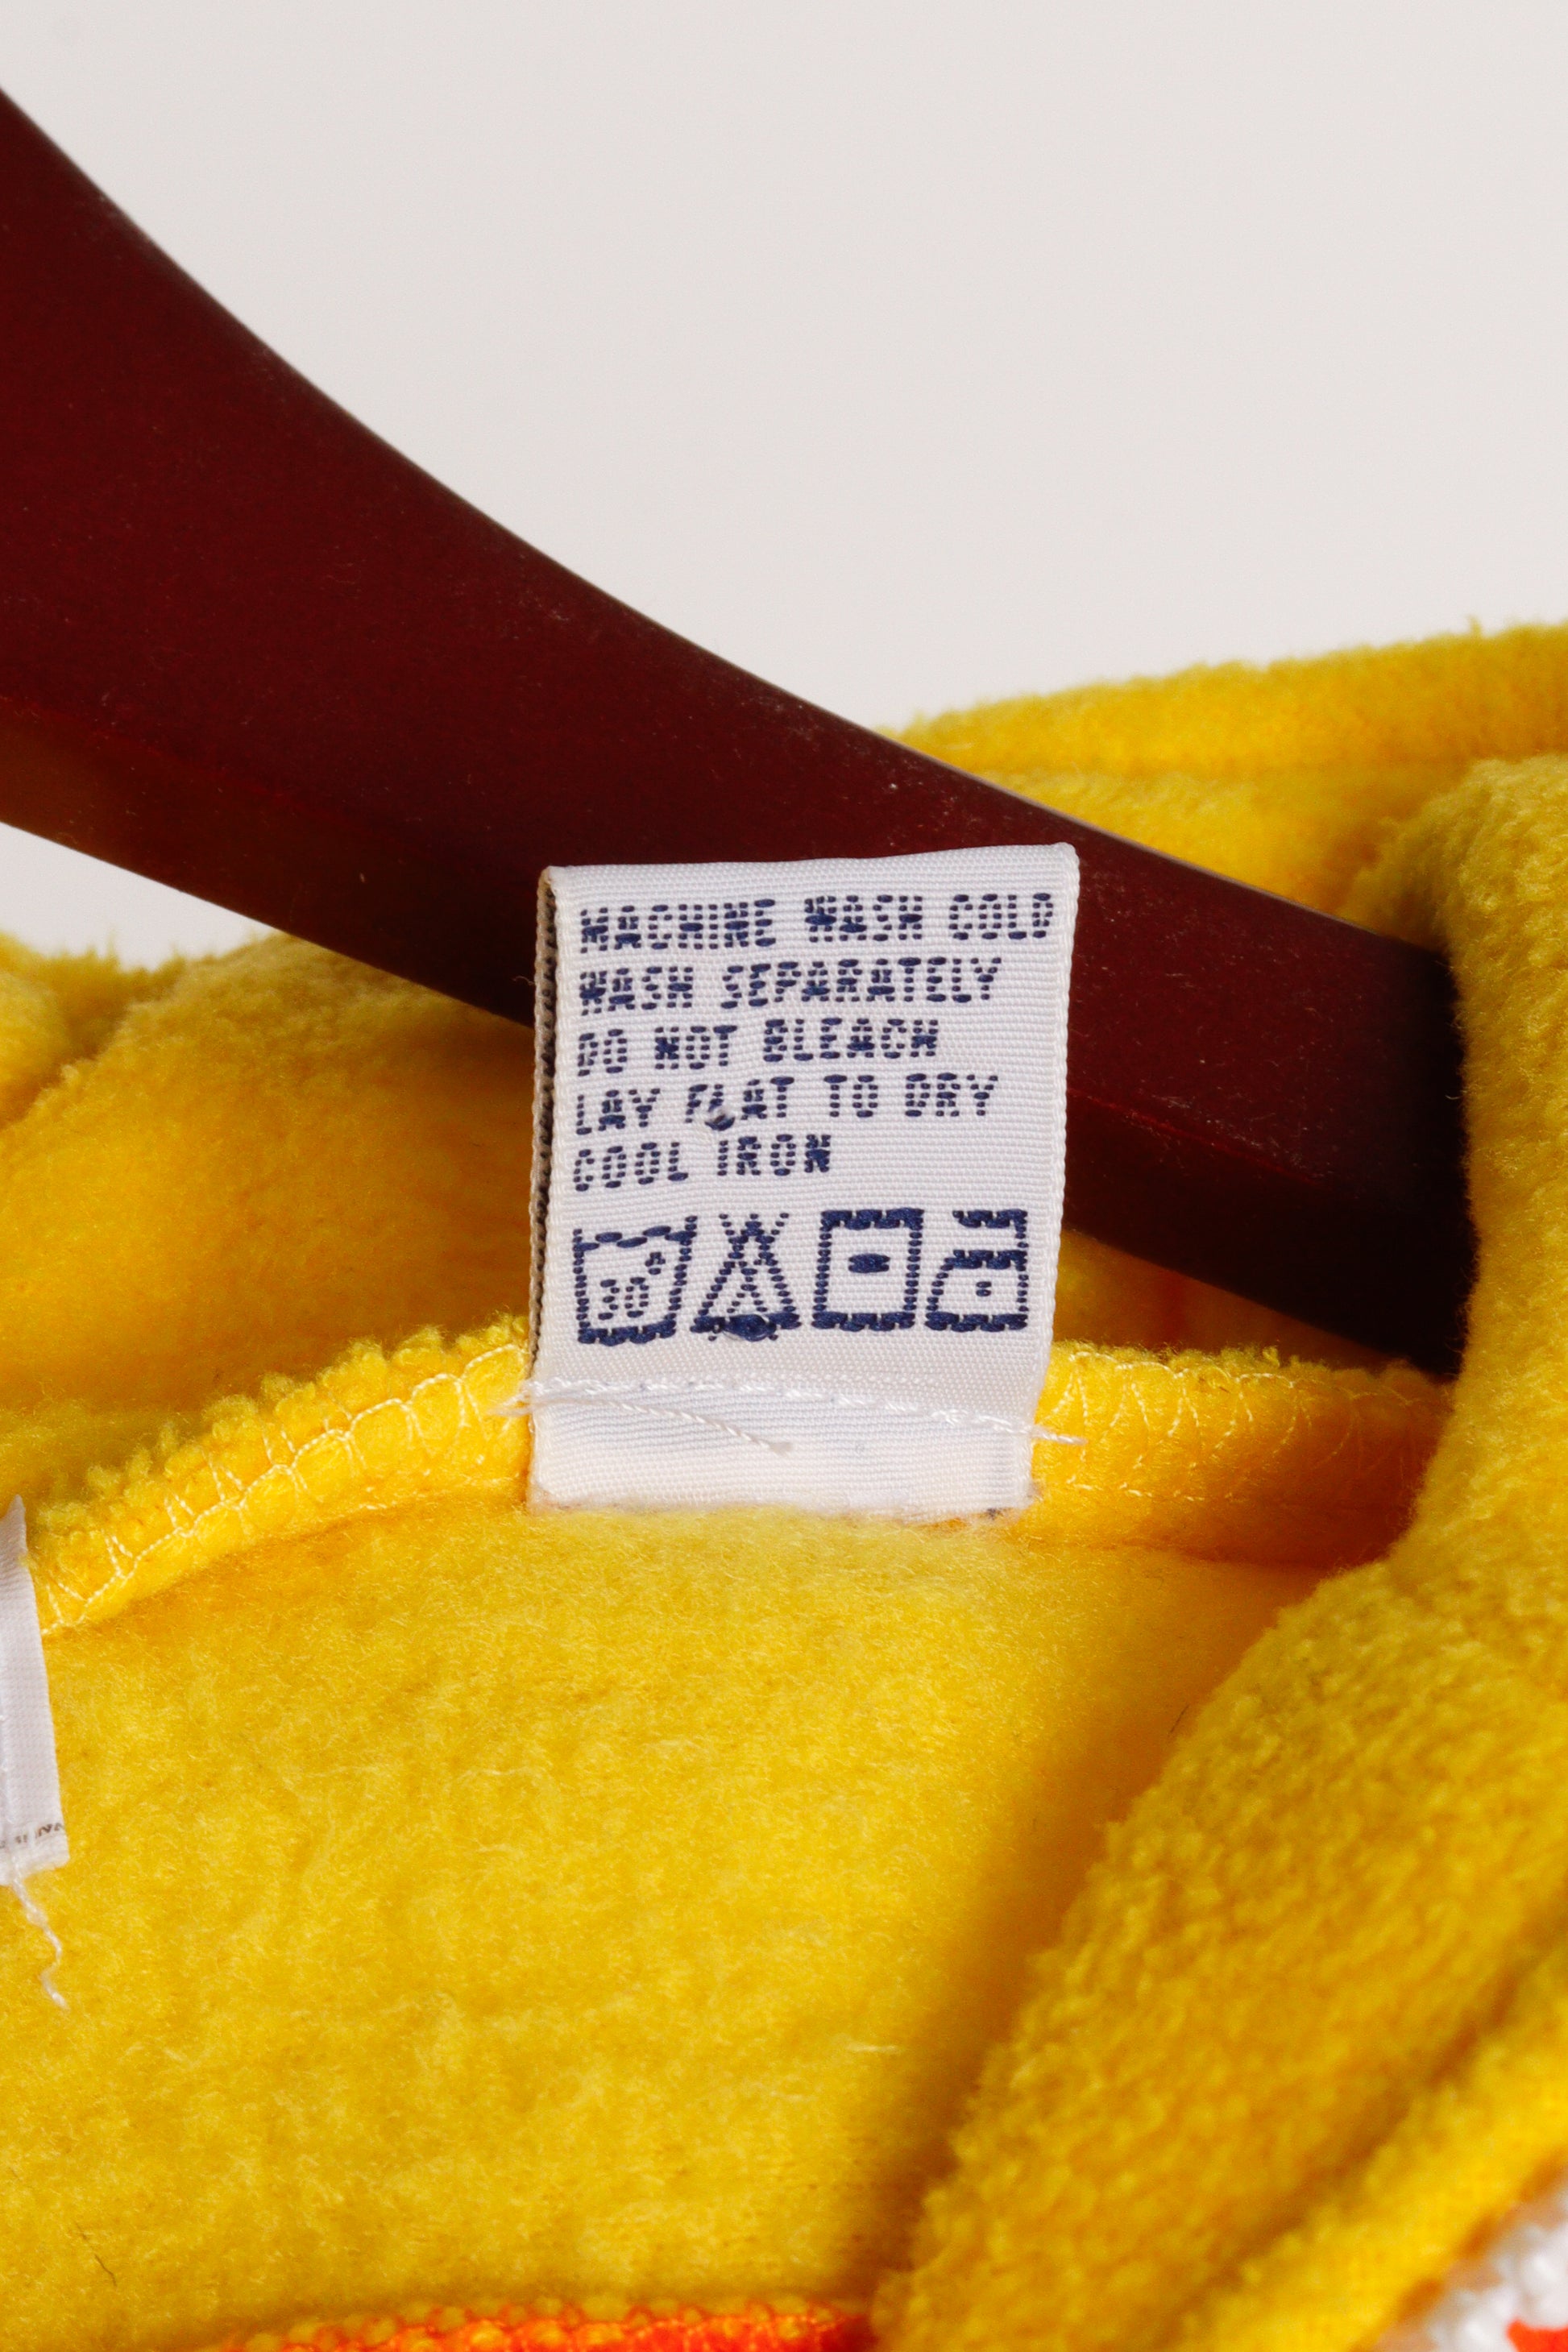 MACHINE WASH COLD
WASH SEPARATELY
DO NOT BLEACH
LAY FLAT TO DRY
COOL IRON
30°